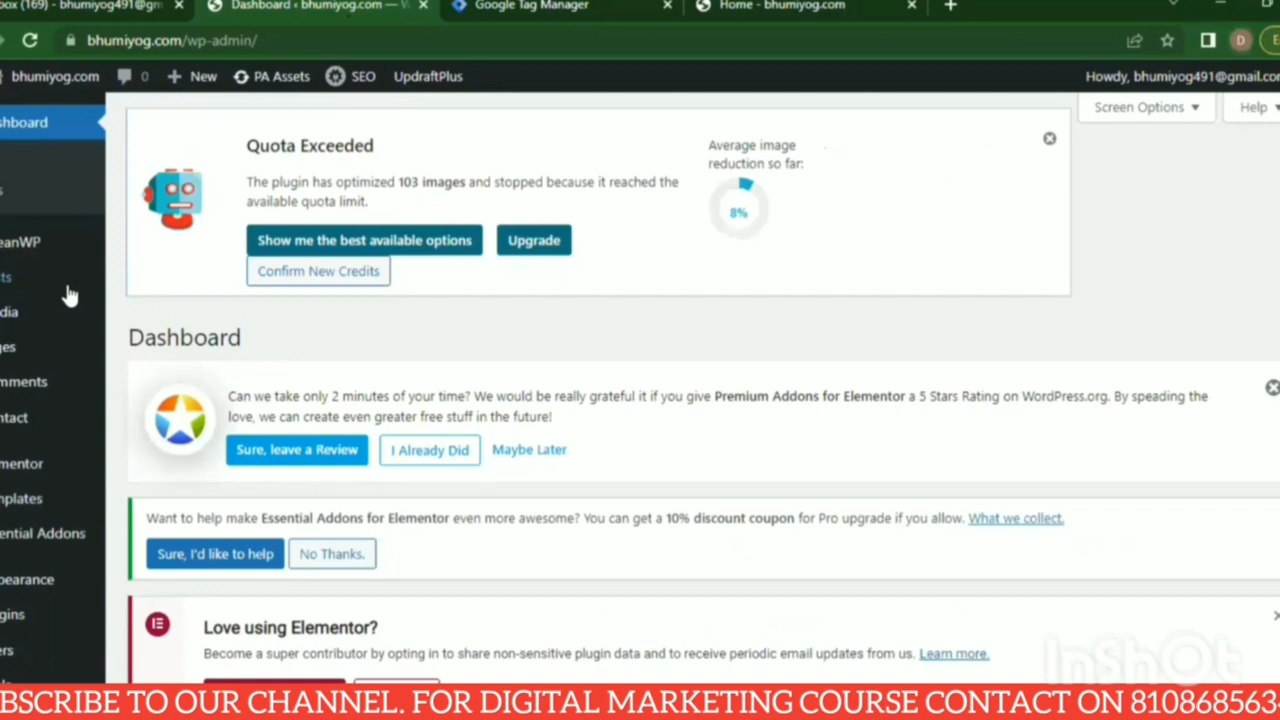 box (169) - bhumiyog491@gm
Dashboard ‹ bhumiyog.com — W
Google Tag Manager
Home - bhumiyog.com
bhumiyog.com/wp-admin/
D
E
bhumiyog.com
0
New
PA Assets
SEO
UpdraftPlus
Howdy, bhumiyog491@gmail.com
shboard
Screen Options
Help
Quota Exceeded
The plugin has optimized 103 images and stopped because it reached the
available quota limit.
Show me the best available options
Upgrade
Confirm New Credits
Average image
reduction so far:
8%
s
eanWP
ts
dia
ges
mments
ntact
mentor
mplates
ential Addons
pearance
gins
ers
Dashboard
Can we take only 2 minutes of your time? We would be really grateful if you give Premium Addons for Elementor a 5 Stars Rating on WordPress.org. By speading the
love, we can create even greater free stuff in the future!
Sure, leave a Review
I Already Did
Maybe Later
Want to help make Essential Addons for Elementor even more awesome? You can get a 10% discount coupon for Pro upgrade if you allow. What we collect.
Sure, I'd like to help
No Thanks.
Love using Elementor?
Become a super contributor by opting in to share non-sensitive plugin data and to receive periodic email updates from us. Learn more.
InShOt
BSCRIBE TO OUR CHANNEL. FOR DIGITAL MARKETING COURSE CONTACT ON 810868563